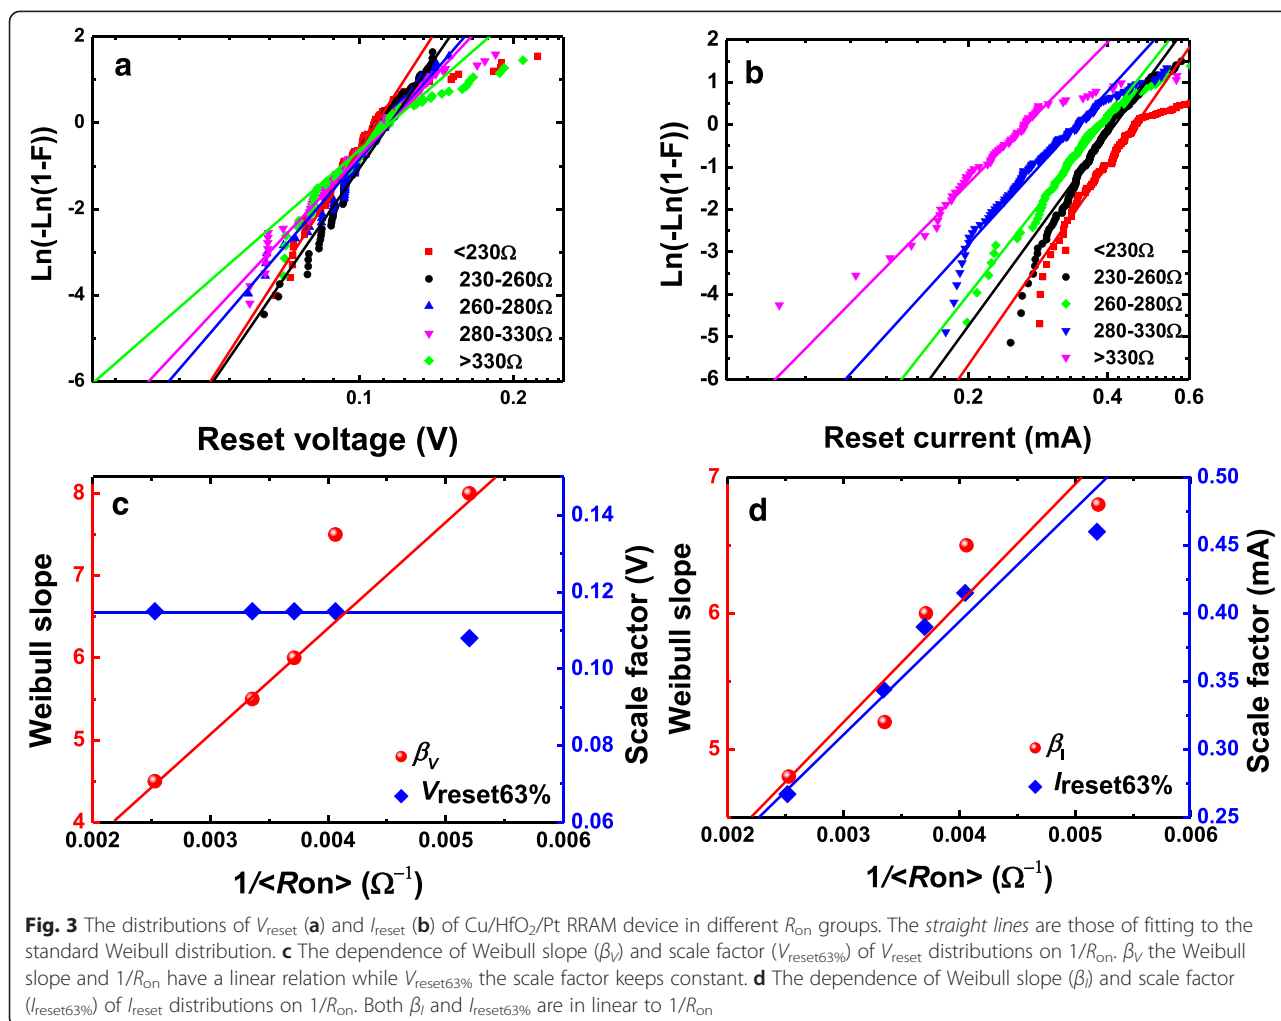 a
2
0
-2
-4
-6
Ln(-Ln(1-F))
<230Ω
230-260Ω
260-280Ω
280-330Ω
>330Ω
0.1 0.2
Reset voltage (V)
b
2
1
0
-1
-2
-3
-4
-5
-6
Ln(-Ln(1-F))
<230Ω
230-260Ω
260-280Ω
280-330Ω
>330Ω
0.2 0.4 0.6
Reset current (mA)
c
8
7
6
5
4
Weibull slope
0.14
0.12
0.10
0.08
0.06
Scale factor (V)
βV
Vreset63%
0.002 0.003 0.004 0.005 0.006
1/<Ron> (Ω⁻¹)
d
7
6
5
Weibull slope
0.50
0.45
0.40
0.35
0.30
0.25
Scale factor (mA)
βI
Ireset63%
0.002 0.003 0.004 0.005 0.006
1/<Ron> (Ω⁻¹)
Fig. 3 The distributions of Vreset (a) and Ireset (b) of Cu/HfO₂/Pt RRAM device in different Ron groups. The straight lines are those of fitting to the
standard Weibull distribution. c The dependence of Weibull slope (βV) and scale factor (Vreset63%) of Vreset distributions on 1/Ron. βV the Weibull
slope and 1/Ron have a linear relation while Vreset63% the scale factor keeps constant. d The dependence of Weibull slope (βI) and scale factor
(Ireset63%) of Ireset distributions on 1/Ron. Both βI and Ireset63% are in linear to 1/Ron